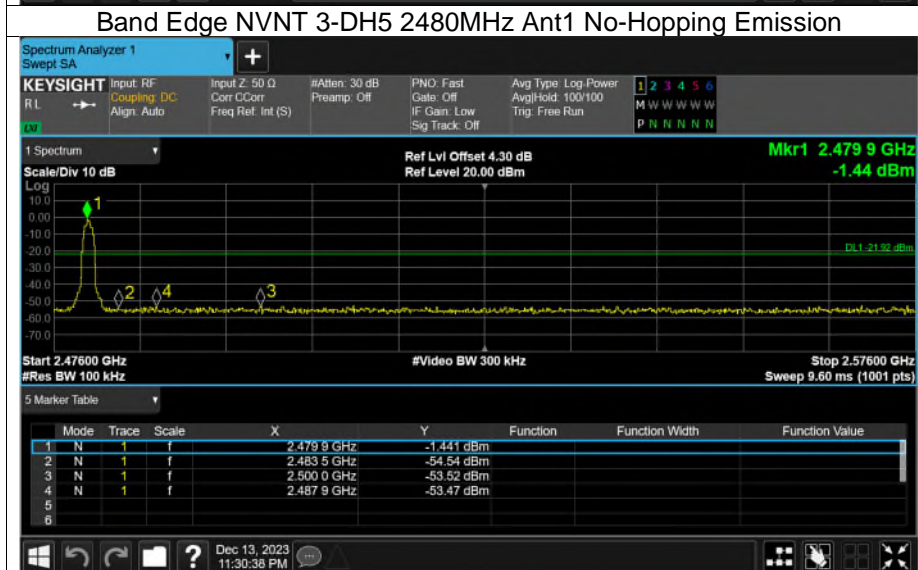 Band Edge NVNT 3-DH5 2480MHz Ant1 No-Hopping Emission
Spectrum Analyzer 1
Swept SA
+
KEYSIGHT Input: RF Input Z: 50 Ω #Atten: 30 dB PNO: Fast Avg Type: Log-Power 1 2 3 4 5 6
RL Coupling: DC Corr CCorr Preamp: Off Gate: Off Avg|Hold: 100/100 M W W W W W
Align: Auto Freq Ref: Int (S) IF Gain: Low Trig: Free Run
LXI Sig Track: Off P N N N N N
1 Spectrum Ref Lvl Offset 4.30 dB Mkr1 2.479 9 GHz
Scale/Div 10 dB Ref Level 20.00 dBm -1.44 dBm
Log
10.0 1
0.00
-10.0
-20.0 DL1 -21.92 dBm
-30.0
-40.0
-50.0 2 4 3
-60.0
-70.0
Start 2.47600 GHz #Video BW 300 kHz Stop 2.57600 GHz
#Res BW 100 kHz Sweep 9.60 ms (1001 pts)
5 Marker Table
Mode Trace Scale X Y Function Function Width Function Value
1 N 1 f 2.479 9 GHz -1.441 dBm
2 N 1 f 2.483 5 GHz -54.54 dBm
3 N 1 f 2.500 0 GHz -53.52 dBm
4 N 1 f 2.487 9 GHz -53.47 dBm
5
6
? Dec 13, 2023
11:30:38 PM